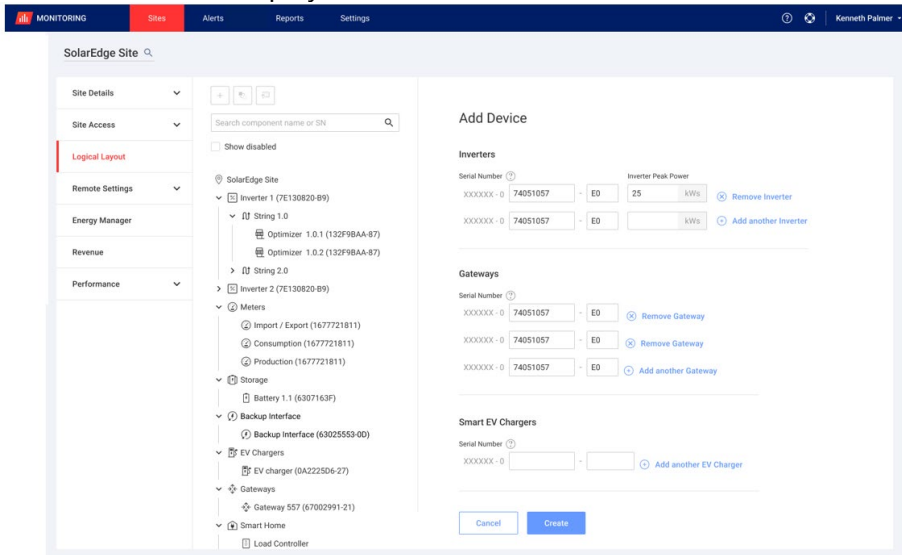 MONITORING Sites Alerts Reports Settings Kenneth Palmer
SolarEdge Site
Site Details
Site Access
Logical Layout
Remote Settings
Energy Manager
Revenue
Performance
Search component name or SN
Show disabled
SolarEdge Site
Inverter 1 (7E130820-B9)
String 1.0
Optimizer 1.0.1 (132F9BAA-87)
Optimizer 1.0.2 (132F9BAA-87)
String 2.0
Inverter 2 (7E130820-B9)
Meters
Import / Export (1677721811)
Consumption (1677721811)
Production (1677721811)
Storage
Battery 1.1 (6307163F)
Backup Interface
Backup Interface (63025553-0D)
EV Chargers
EV charger (0A2225D6-27)
Gateways
Gateway 557 (67002991-21)
Smart Home
Load Controller
Add Device
Inverters
Serial Number ? Inverter Peak Power
XXXXXX - 0 74051057 - E0 25 kWs Remove Inverter
XXXXXX - 0 74051057 - E0 kWs Add another Inverter
Gateways
Serial Number ?
XXXXXX - 0 74051057 - E0 Remove Gateway
XXXXXX - 0 74051057 - E0 Remove Gateway
XXXXXX - 0 74051057 - E0 Add another Gateway
Smart EV Chargers
Serial Number ?
XXXXXX - 0 - Add another EV Charger
Cancel Create